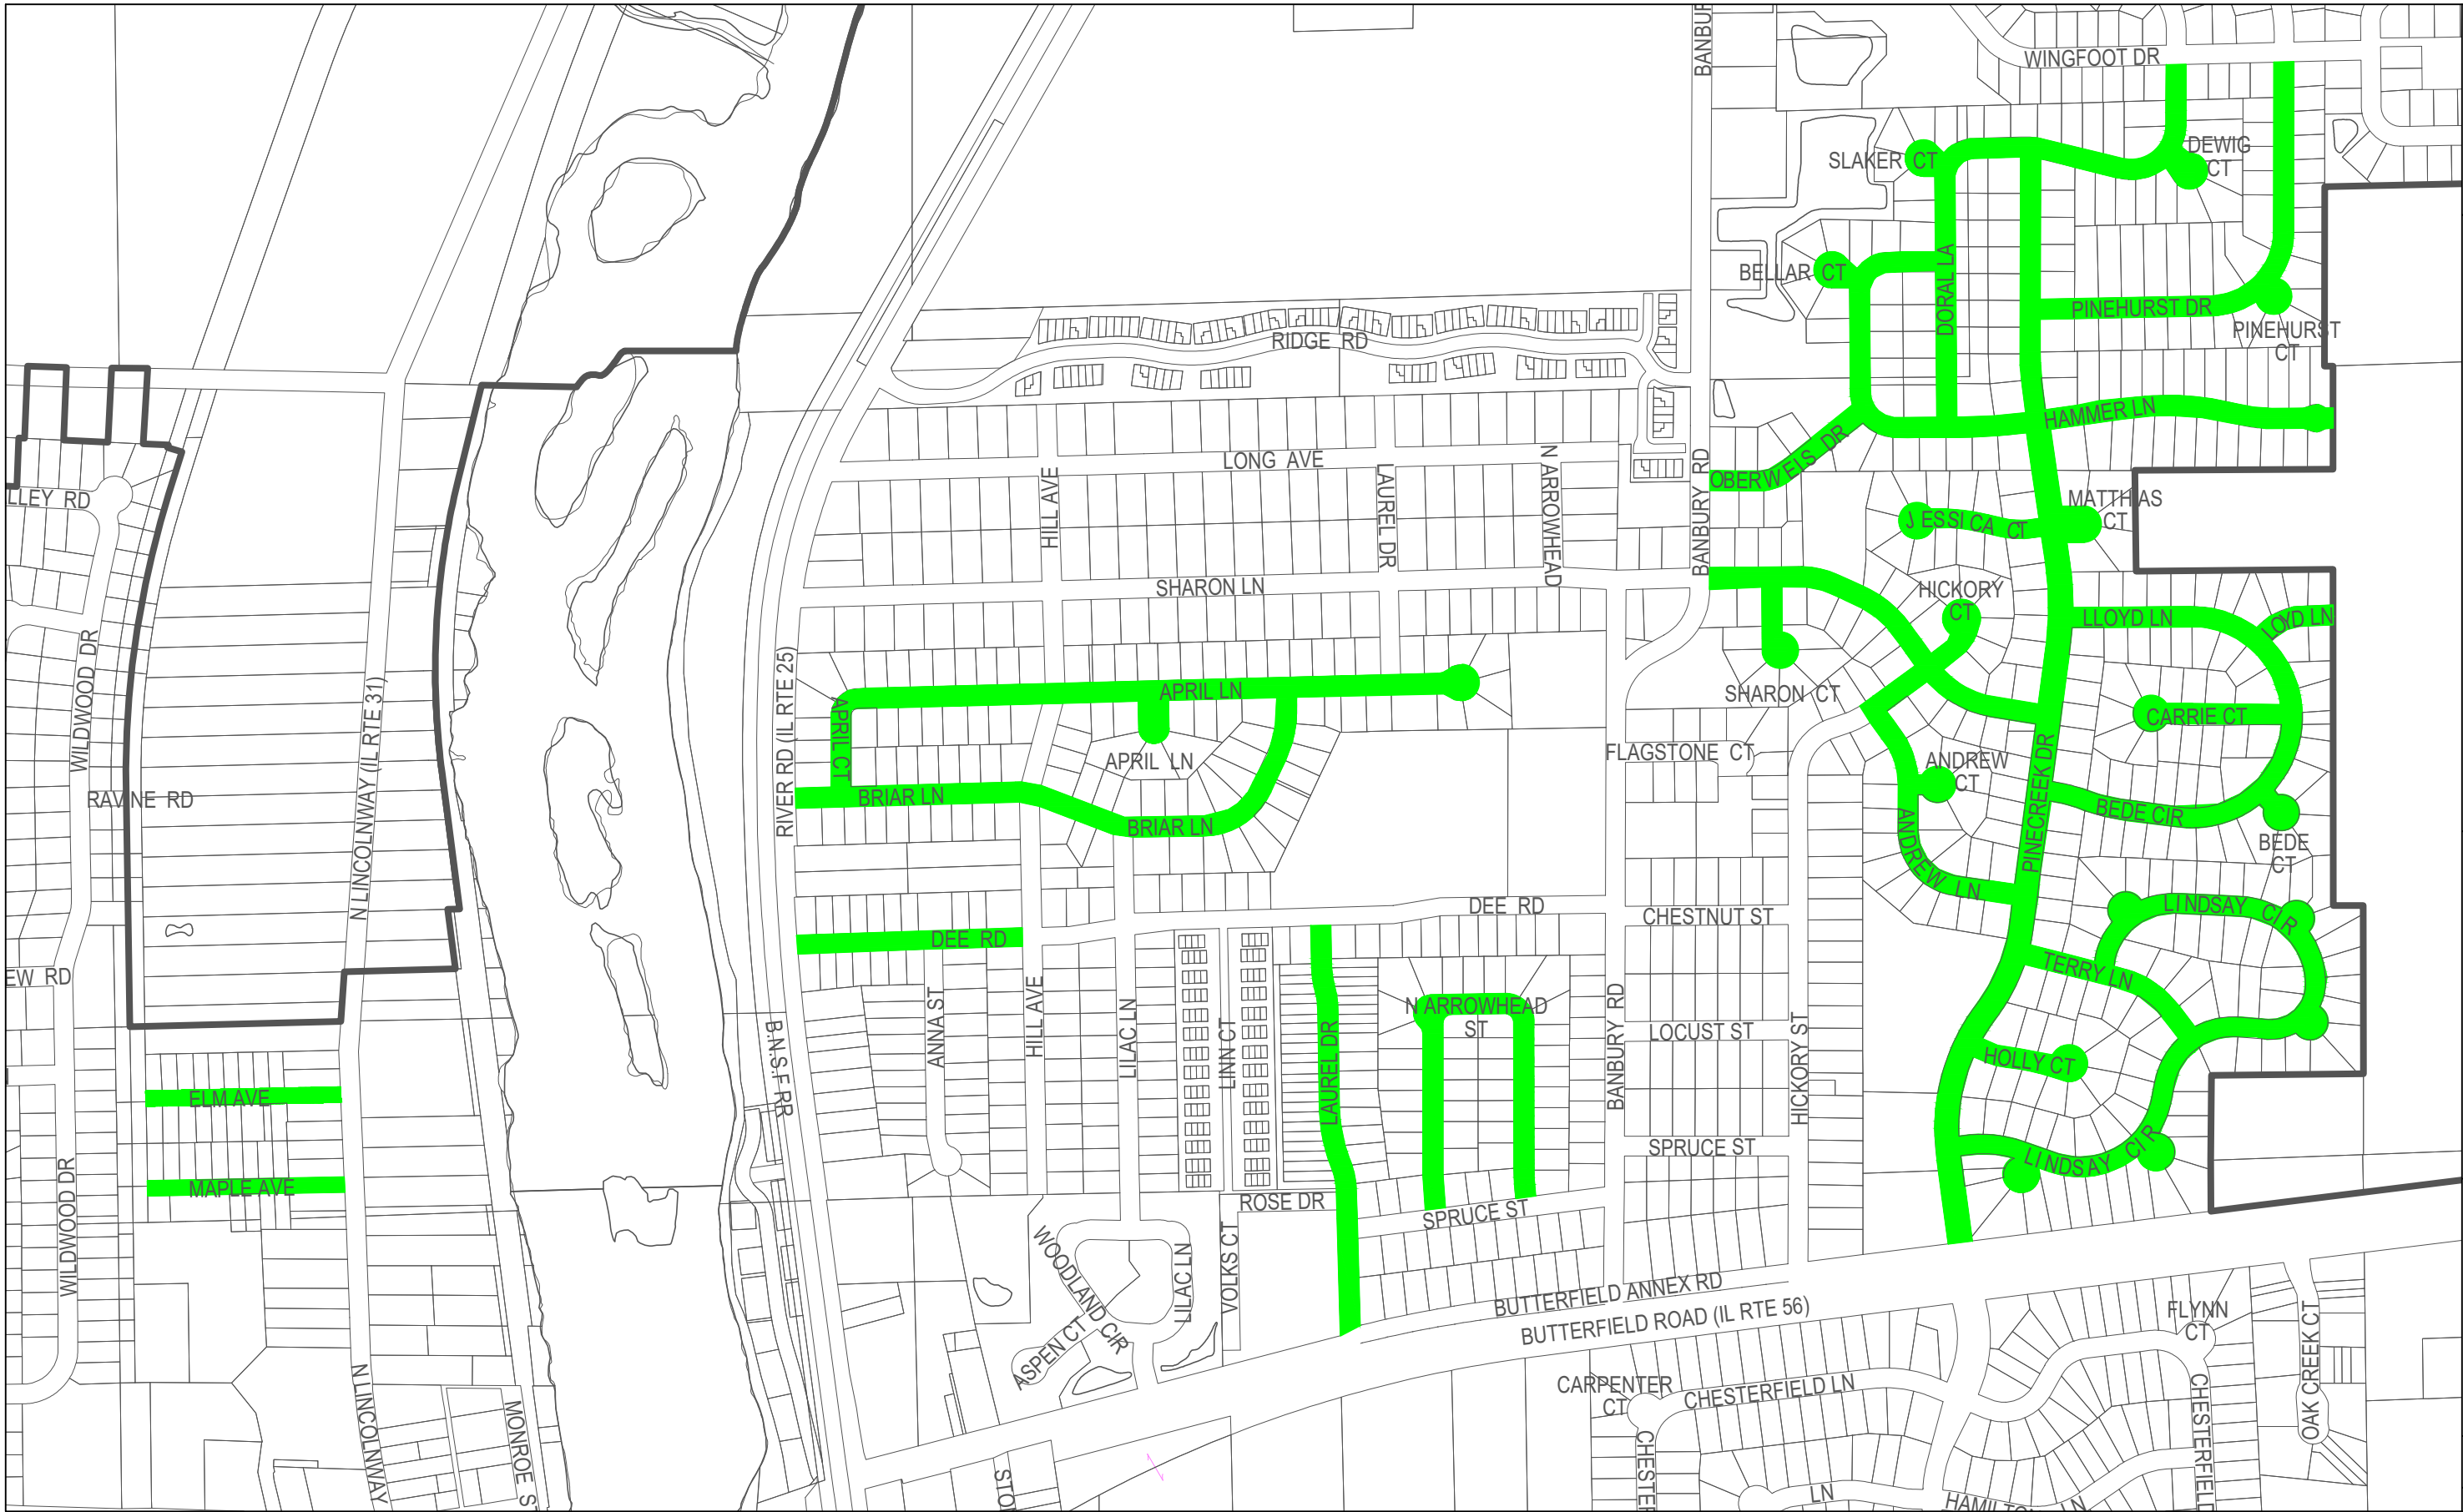 BANBUR
WINGFOOT DR
SLAKER CT
DEWIG
CT
BELLAR CT
DORAL LA
PINEHURST DR
PINEHURST
CT
RIDGE RD
HAMMER LN
OBERWEIS DR
LONG AVE
HILL AVE
LAUREL DR
N ARROWHEAD
BANBURY RD
LLEY RD
JESSICA CT
MATTHIAS
CT
SHARON LN
HICKORY
CT
LLOYD LN
LOYD LN
WILDWOOD DR
N LINCOLNWAY (IL RTE 31)
RIVER RD (IL RTE 25)
APRIL LN
APRIL CT
SHARON CT
CARRIE CT
FLAGSTONE CT
APRIL LN
ANDREW
CT
PINECREEK DR
RAVINE RD
BRIAR LN
BRIAR LN
ANDREW LN
BEDE CIR
BEDE
CT
DEE RD
CHESTNUT ST
LINDSAY CIR
DEE RD
TERRY LN
EW RD
ANNA ST
HILL AVE
LILAC LN
LINN CT
LAUREL DR
N ARROWHEAD
ST
BANBURY RD
LOCUST ST
HICKORY ST
B.N.S.F RR
HOLLY CT
ELM AVE
SPRUCE ST
LINDSAY CIR
MAPLE AVE
WILDWOOD DR
ROSE DR
SPRUCE ST
WOODLAND CIR
LILAC LN
VOLKS CT
BUTTERFIELD ANNEX RD
BUTTERFIELD ROAD (IL RTE 56)
FLYNN
CT
OAK CREEK CT
ASPEN CT
CARPENTER
CT
CHESTERFIELD LN
CHESTERFIELD
N LINCOLNWAY
MONROE S
STO
CHESTER
LN
HAMILTON LN